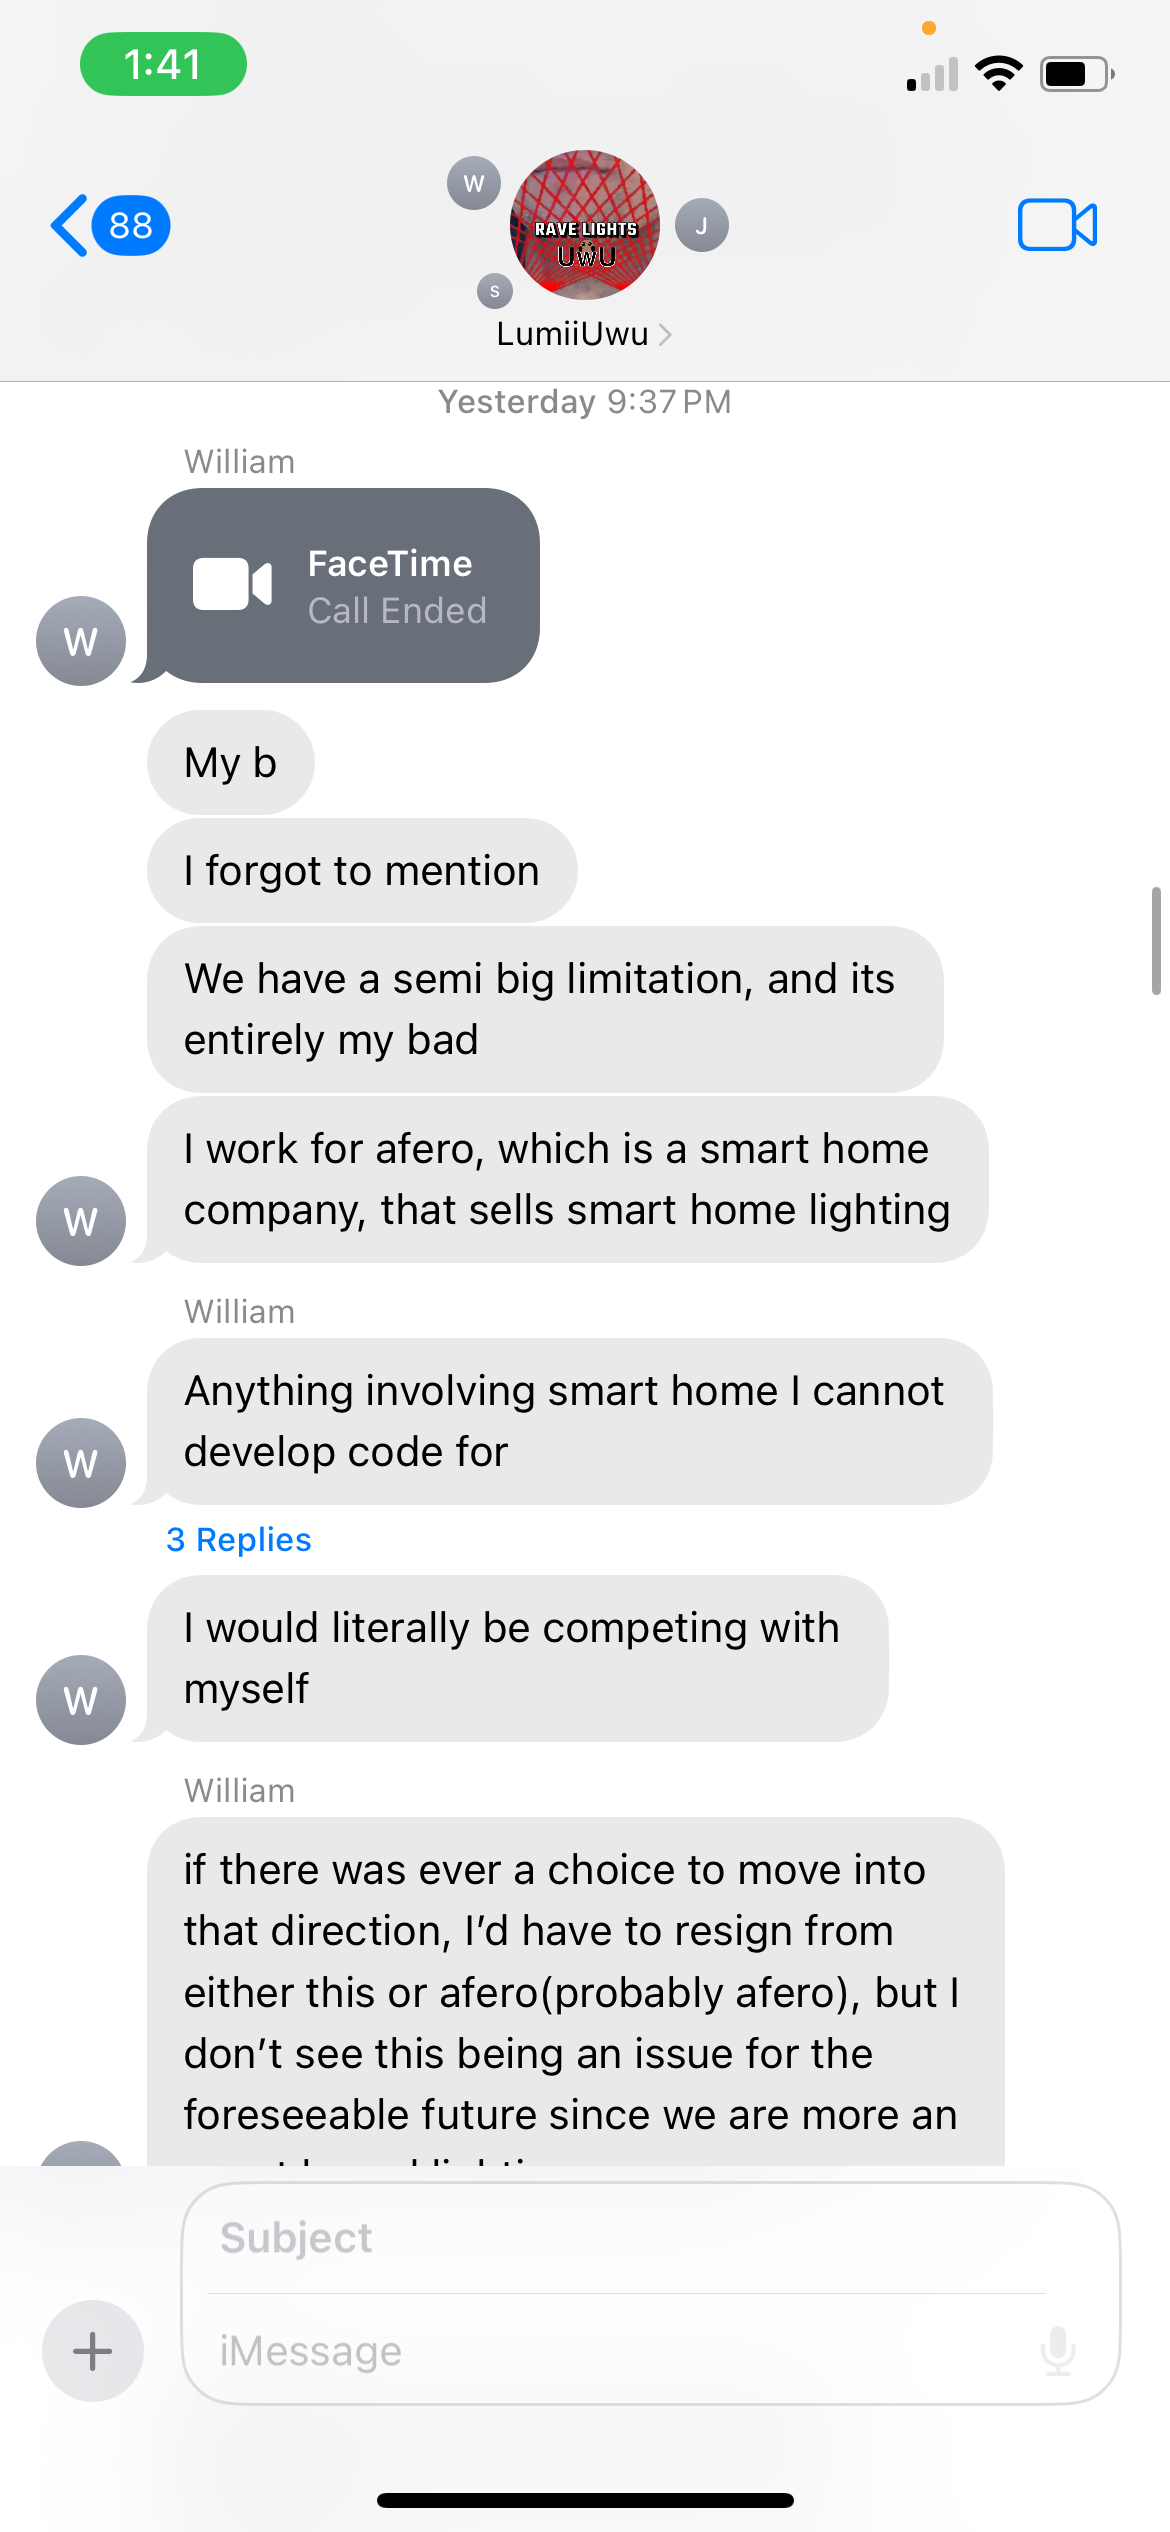 1:41
88
W
RAVE LIGHTS
UWU
J
S
LumiiUwu
Yesterday 9:37 PM
William
FaceTime
Call Ended
W
My b
I forgot to mention
We have a semi big limitation, and its
entirely my bad
I work for afero, which is a smart home
company, that sells smart home lighting
W
William
Anything involving smart home I cannot
develop code for
W
3 Replies
I would literally be competing with
myself
W
William
if there was ever a choice to move into
that direction, I’d have to resign from
either this or afero(probably afero), but I
don’t see this being an issue for the
foreseeable future since we are more an
Subject
iMessage